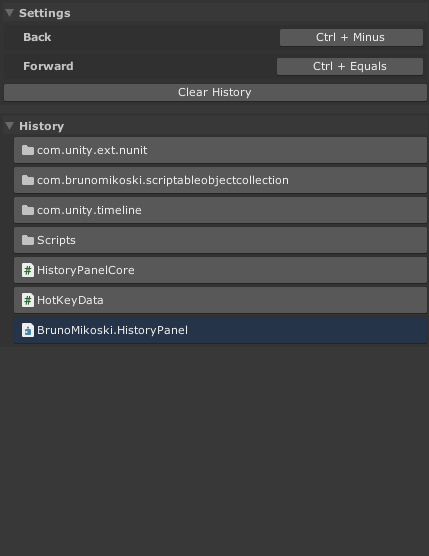 Settings
Back Ctrl + Minus
Forward Ctrl + Equals
Clear History
History
com.unity.ext.nunit
com.brunomikoski.scriptableobjectcollection
com.unity.timeline
Scripts
# HistoryPanelCore
# HotKeyData
BrunoMikoski.HistoryPanel